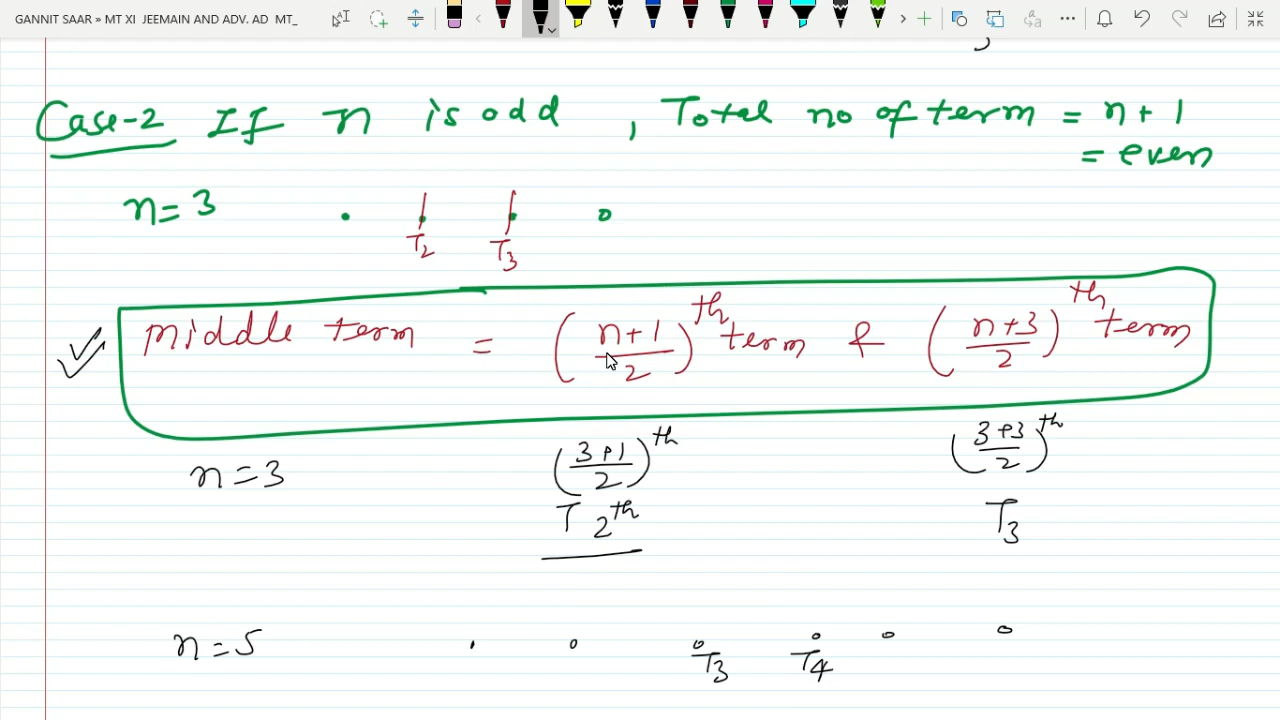 GANNIT SAAR » MT XI JEEMAIN AND ADV. AD MT_
Case-2 If n is odd , Total no of term = n + 1
= even
n = 3
T2 T3
middle term = (n+1/2)th term & (n+3/2)th term
n = 3 (3+1/2)th (3+3/2)th
T 2th T3
n = 5 T3 T4